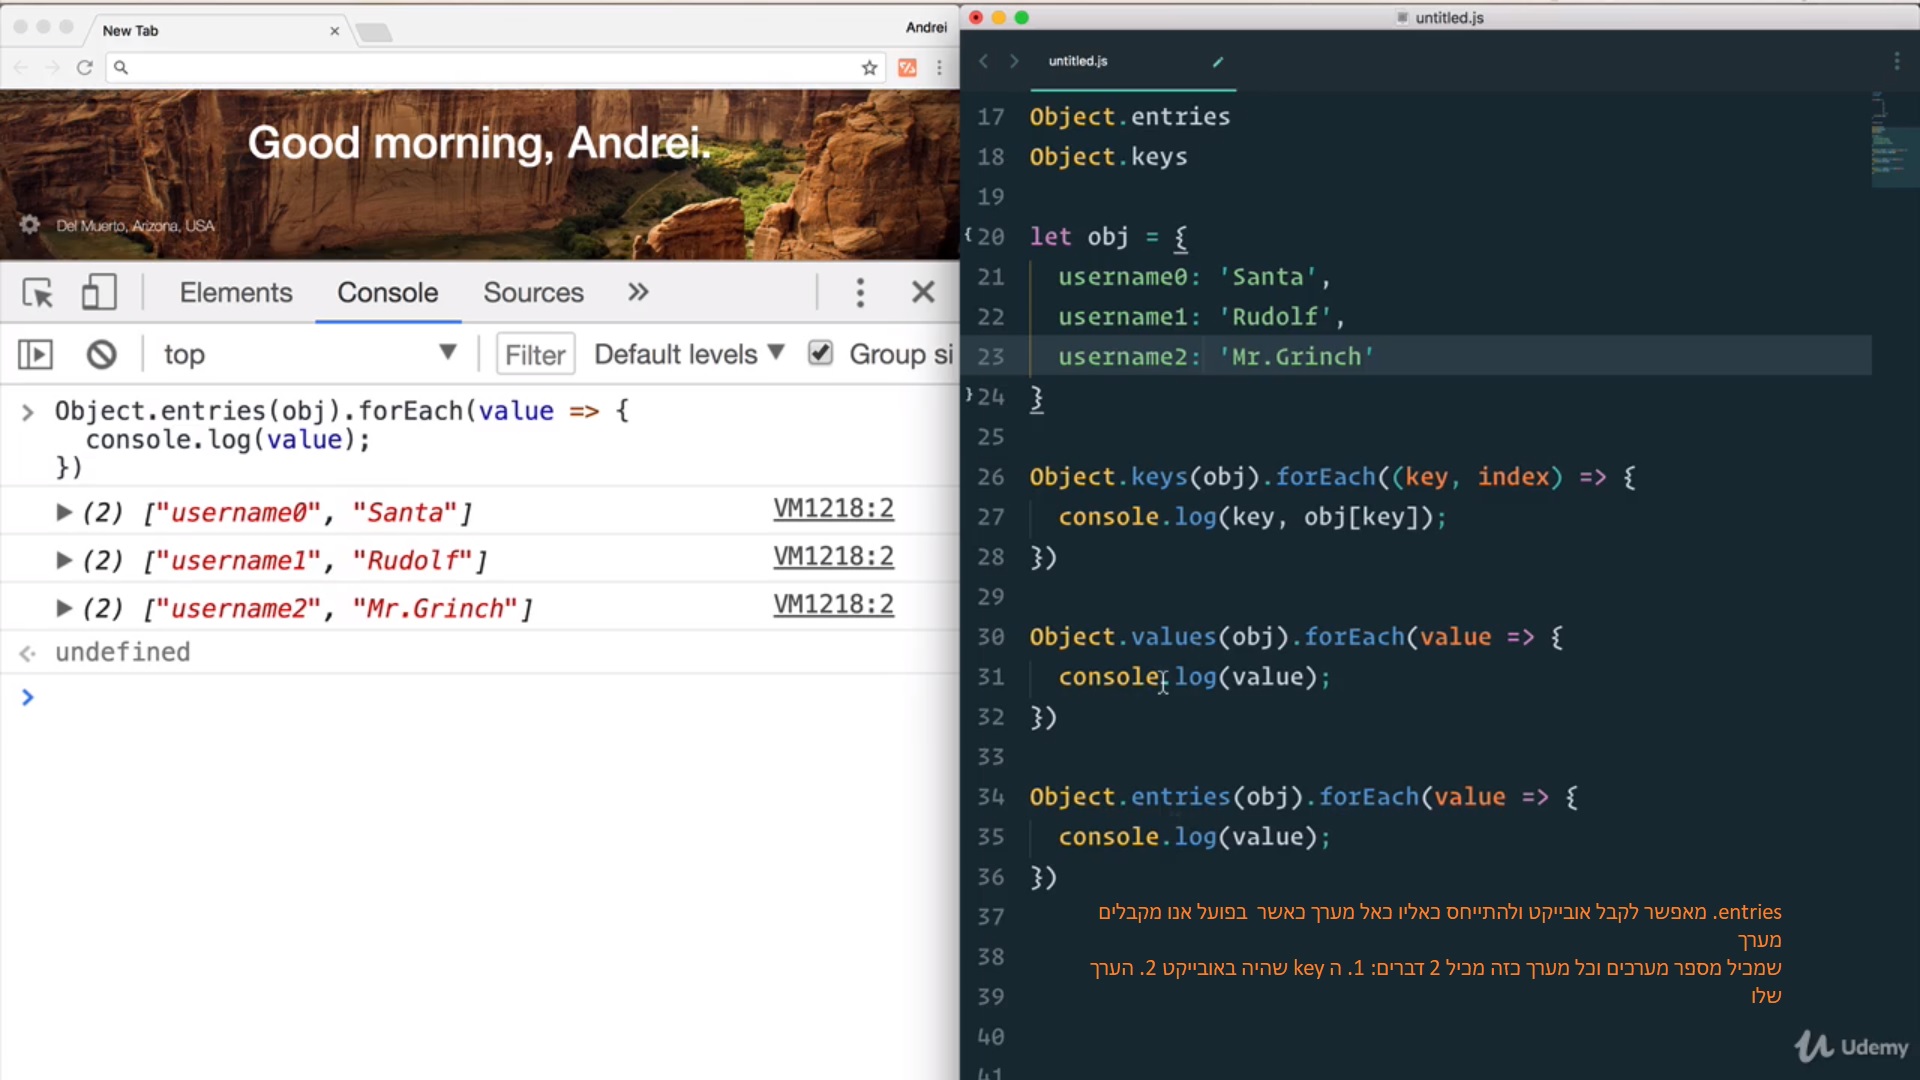 New Tab
Andrei
Good morning, Andrei.
Del Muerto, Arizona, USA
Elements Console Sources »
top Filter Default levels Group si
Object.entries(obj).forEach(value => {
console.log(value);
})
(2) ["username0", "Santa"] VM1218:2
(2) ["username1", "Rudolf"] VM1218:2
(2) ["username2", "Mr.Grinch"] VM1218:2
undefined
untitled.js
untitled.js
17 Object.entries
18 Object.keys
19
20 let obj = {
21 username0: 'Santa',
22 username1: 'Rudolf',
23 username2: 'Mr.Grinch'
24 }
25
26 Object.keys(obj).forEach((key, index) => {
27 console.log(key, obj[key]);
28 })
29
30 Object.values(obj).forEach(value => {
31 console.log(value);
32 })
33
34 Object.entries(obj).forEach(value => {
35 console.log(value);
36 })
37
38
39
40
41
entries. מאפשר לקבל אובייקט ולהתייחס כאליו כאל מערך כאשר בפועל אנו מקבלים
מערך
שמכיל מספר מערכים וכל מערך כזה מכיל 2 דברים: 1. ה key שהיה באובייקט 2. הערך
שלו
Udemy